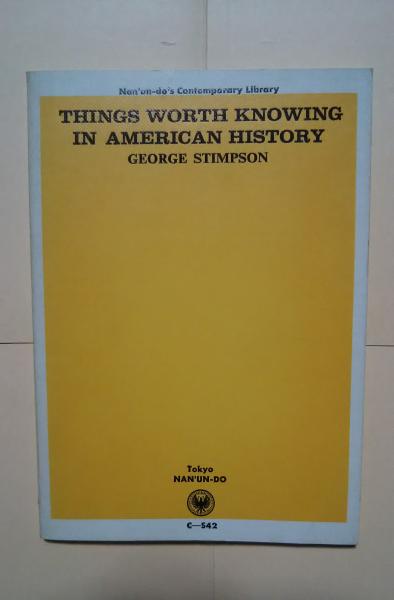 Nan'un-do's Contemporary Library
THINGS WORTH KNOWING
IN AMERICAN HISTORY
GEORGE STIMPSON
Tokyo
NAN'UN-DO
C—542